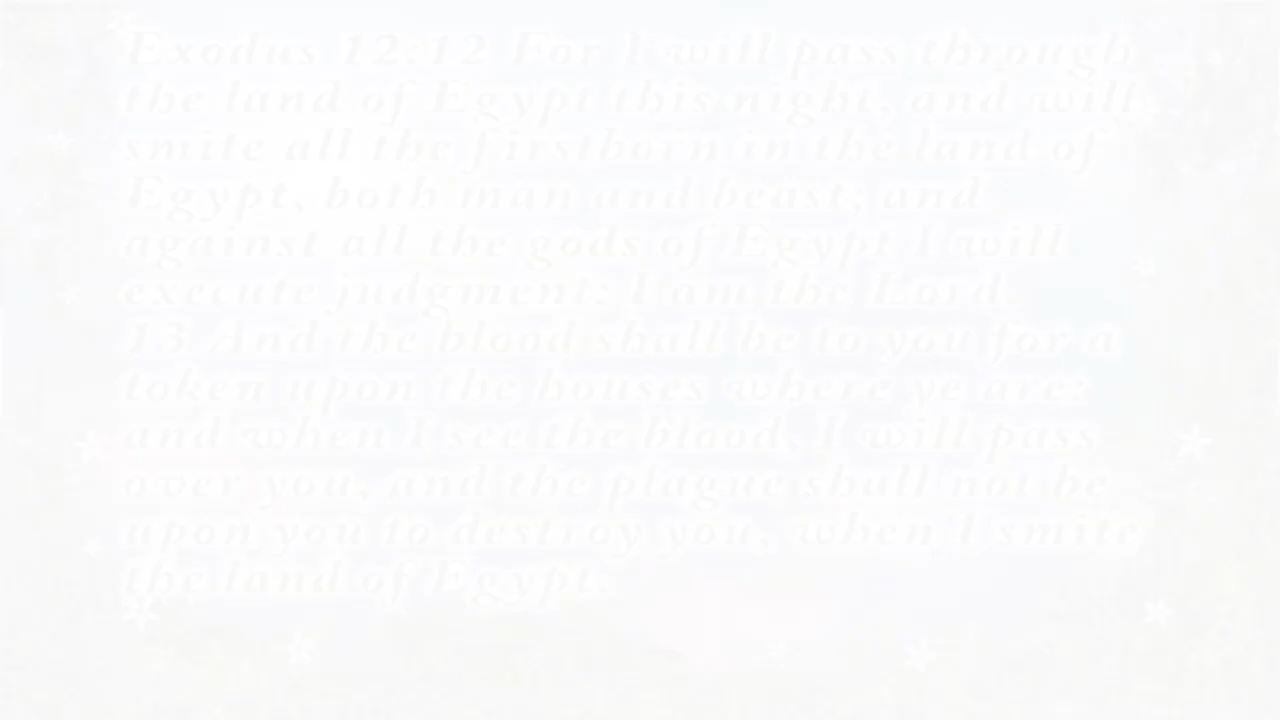 Exodus 12:12 For I will pass through
the land of Egypt this night, and will
smite all the firstborn in the land of
Egypt, both man and beast; and
against all the gods of Egypt I will
execute judgment: I am the Lord.
13 And the blood shall be to you for a
token upon the houses where ye are:
and when I see the blood, I will pass
over you, and the plague shall not be
upon you to destroy you, when I smite
the land of Egypt.